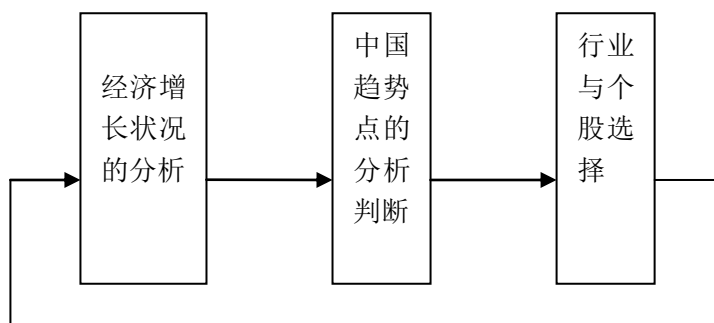 经济增
长状况
的分析
中国
趋势
点的
分析
判断
行业
与个
股选
择